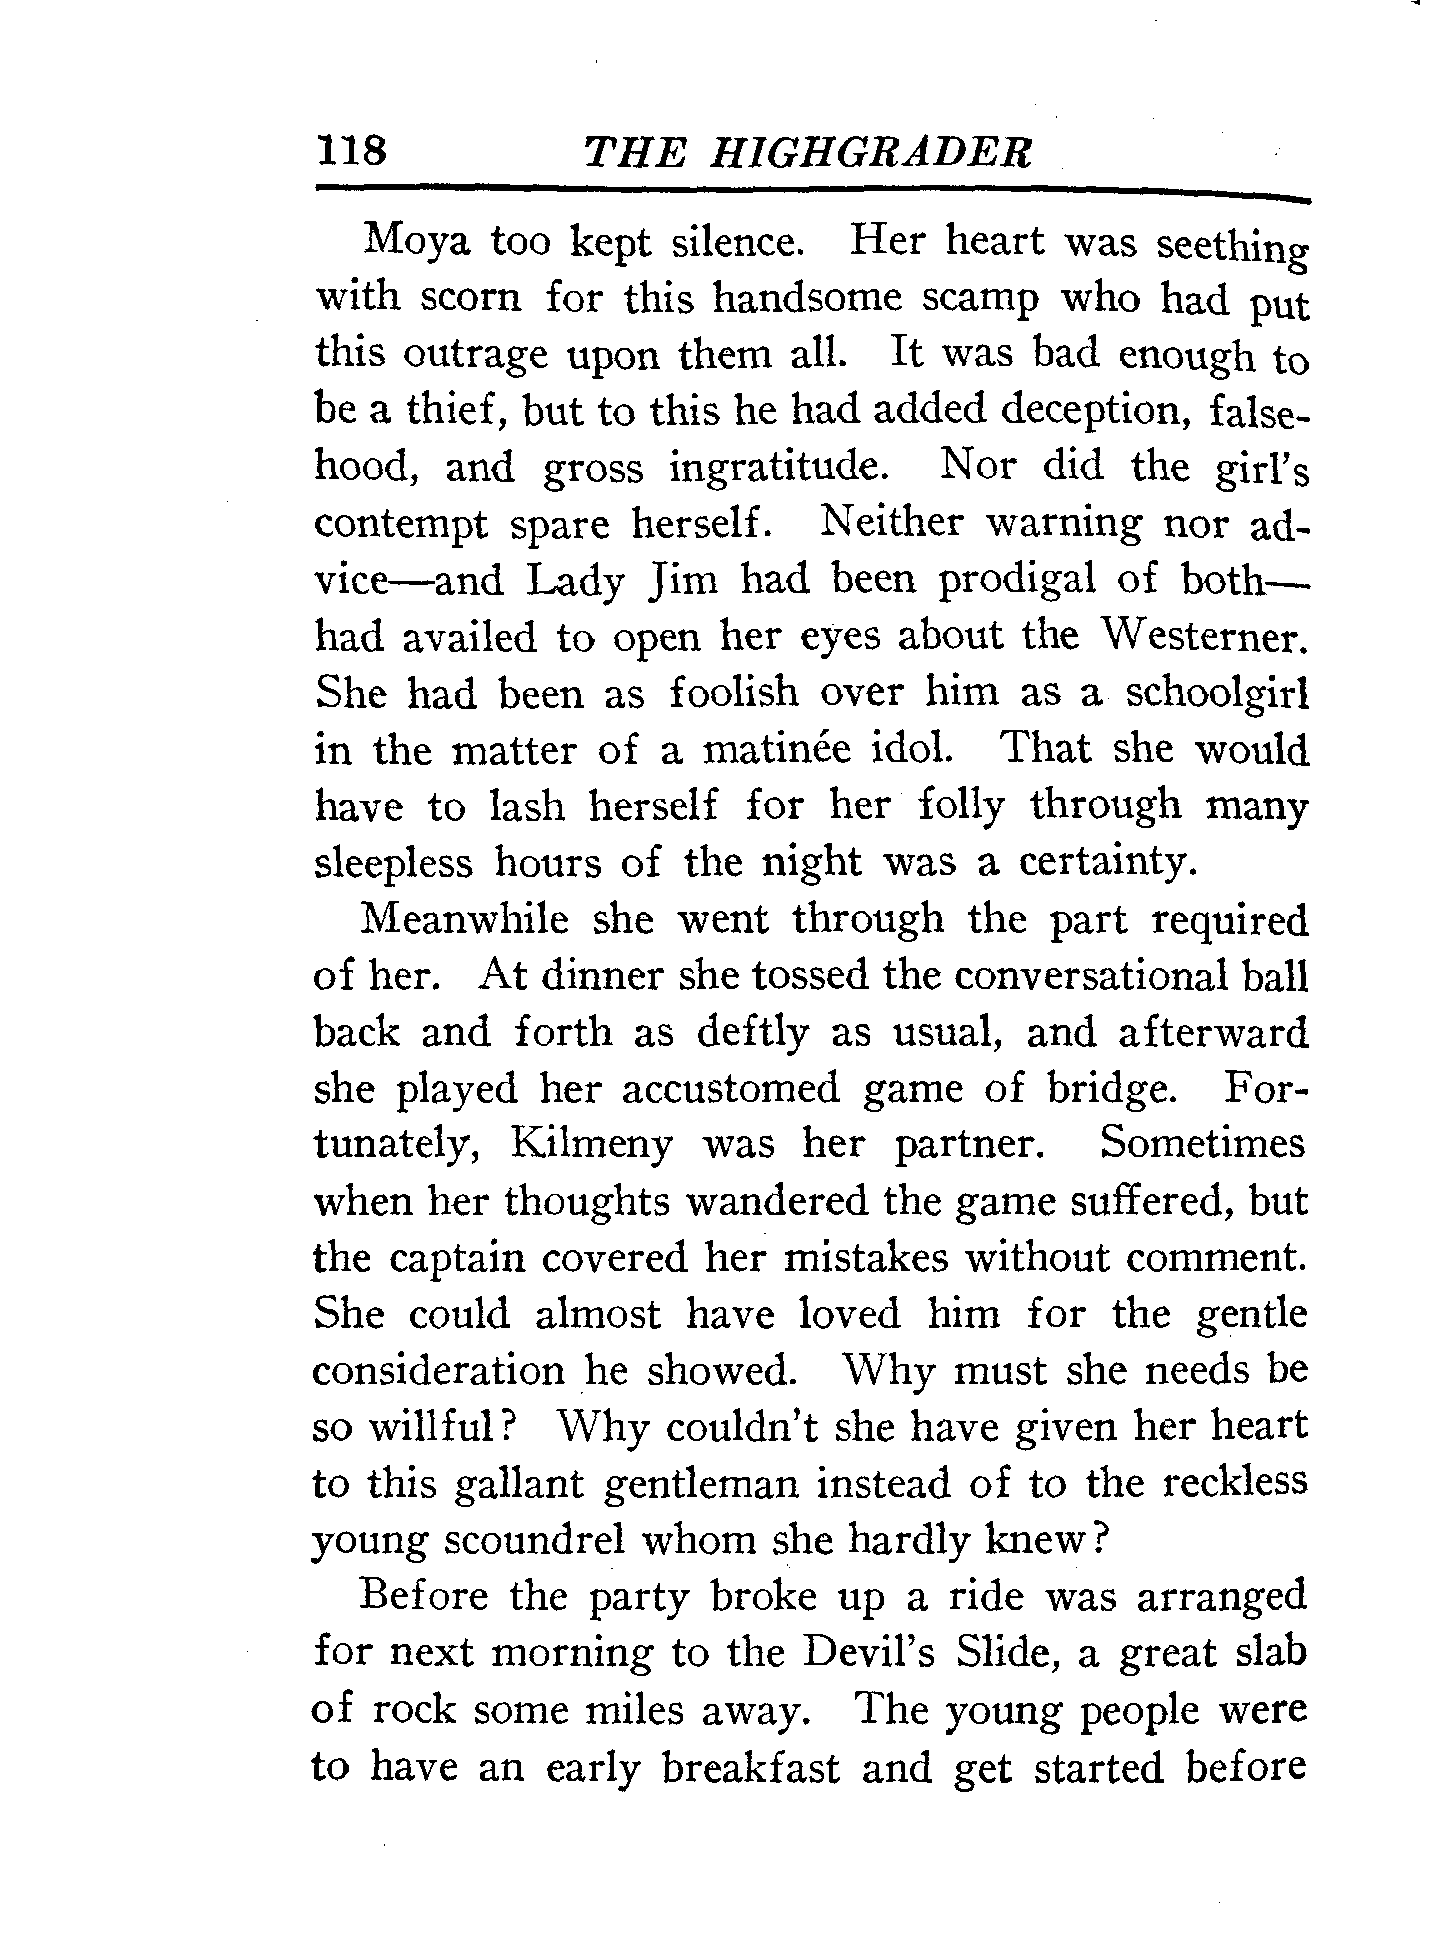 118 THE HIGHGRADER
Moya too kept silence. Her heart was seething
with scorn for this handsome scamp who had put
this outrage upon them all. It was bad enough to
be a thief, but to this he had added deception, false-
hood, and gross ingratitude. Nor did the girl's
contempt spare herself. Neither warning nor ad-
vice—and Lady Jim had been prodigal of both—
had availed to open her eyes about the Westerner.
She had been as foolish over him as a schoolgirl
in the matter of a matinée idol. That she would
have to lash herself for her folly through many
sleepless hours of the night was a certainty.
Meanwhile she went through the part required
of her. At dinner she tossed the conversational ball
back and forth as deftly as usual, and afterward
she played her accustomed game of bridge. For-
tunately, Kilmeny was her partner. Sometimes
when her thoughts wandered the game suffered, but
the captain covered her mistakes without comment.
She could almost have loved him for the gentle
consideration he showed. Why must she needs be
so willful? Why couldn't she have given her heart
to this gallant gentleman instead of to the reckless
young scoundrel whom she hardly knew?
Before the party broke up a ride was arranged
for next morning to the Devil's Slide, a great slab
of rock some miles away. The young people were
to have an early breakfast and get started before